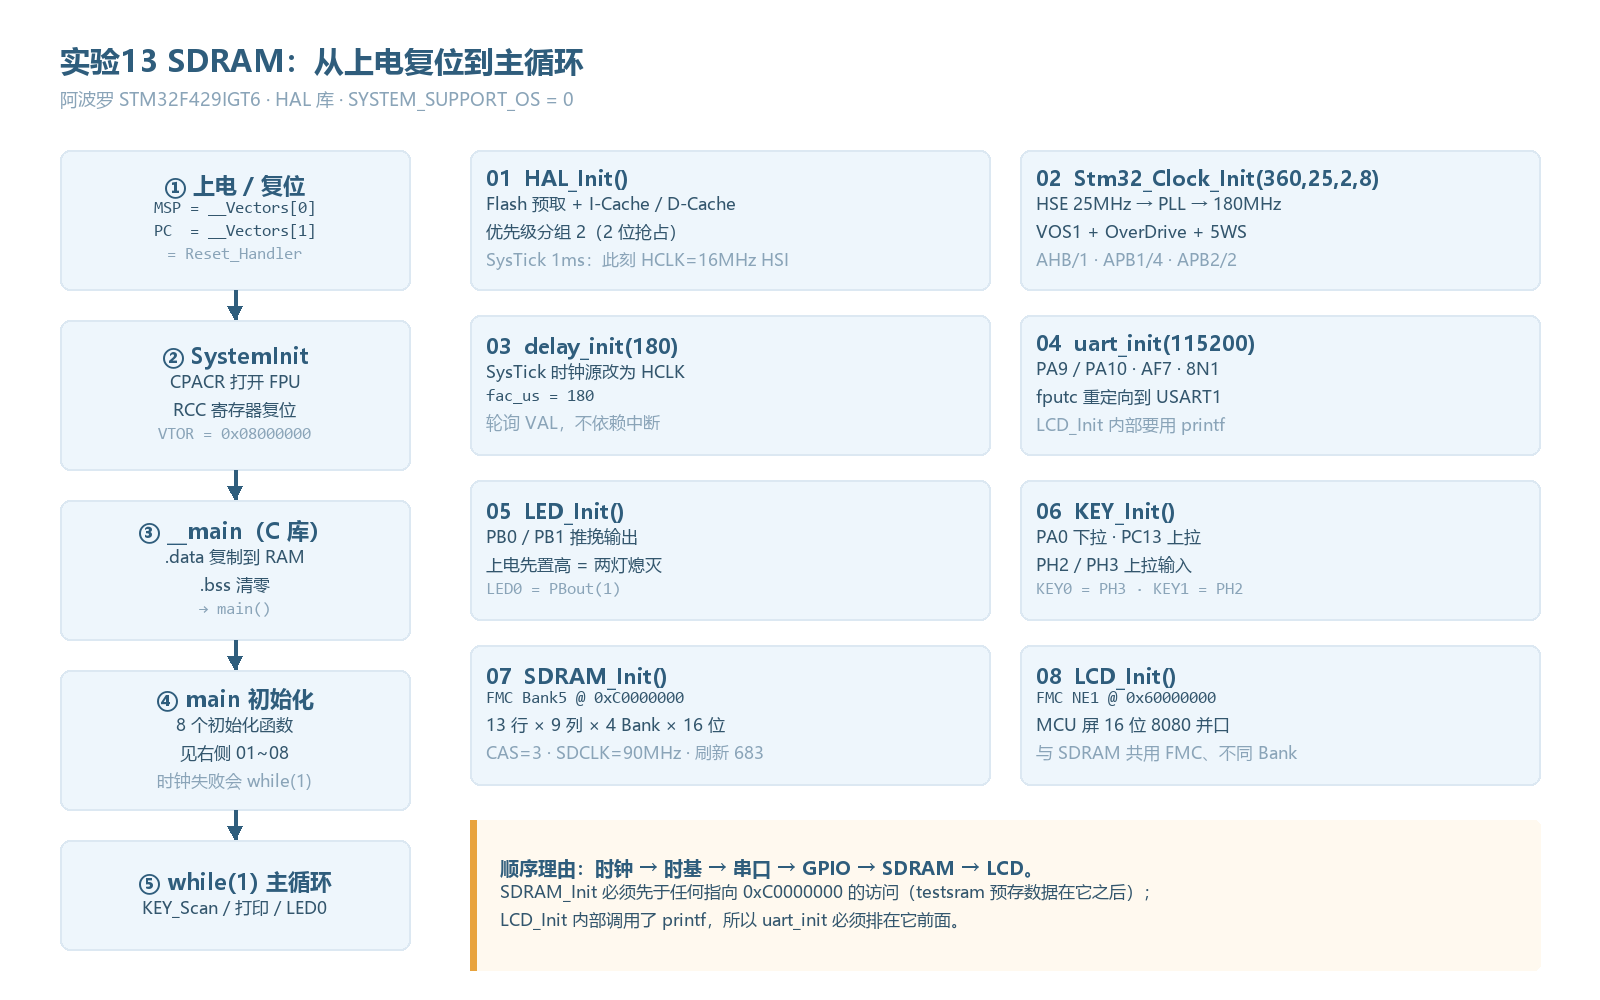 实验13 SDRAM：从上电复位到主循环
阿波罗 STM32F429IGT6 · HAL 库 · SYSTEM_SUPPORT_OS = 0
① 上电 / 复位
MSP = __Vectors[0]
PC  = __Vectors[1]
= Reset_Handler
② SystemInit
CPACR 打开 FPU
RCC 寄存器复位
VTOR = 0x08000000
③ __main（C 库）
.data 复制到 RAM
.bss 清零
→ main()
④ main 初始化
8 个初始化函数
见右侧 01~08
时钟失败会 while(1)
⑤ while(1) 主循环
KEY_Scan / 打印 / LED0
01  HAL_Init()
Flash 预取 + I-Cache / D-Cache
优先级分组 2（2 位抢占）
SysTick 1ms：此刻 HCLK=16MHz HSI
02  Stm32_Clock_Init(360,25,2,8)
HSE 25MHz → PLL → 180MHz
VOS1 + OverDrive + 5WS
AHB/1 · APB1/4 · APB2/2
03  delay_init(180)
SysTick 时钟源改为 HCLK
fac_us = 180
轮询 VAL，不依赖中断
04  uart_init(115200)
PA9 / PA10 · AF7 · 8N1
fputc 重定向到 USART1
LCD_Init 内部要用 printf
05  LED_Init()
PB0 / PB1 推挽输出
上电先置高 = 两灯熄灭
LED0 = PBout(1)
06  KEY_Init()
PA0 下拉 · PC13 上拉
PH2 / PH3 上拉输入
KEY0 = PH3 · KEY1 = PH2
07  SDRAM_Init()
FMC Bank5 @ 0xC0000000
13 行 × 9 列 × 4 Bank × 16 位
CAS=3 · SDCLK=90MHz · 刷新 683
08  LCD_Init()
FMC NE1 @ 0x60000000
MCU 屏 16 位 8080 并口
与 SDRAM 共用 FMC、不同 Bank
顺序理由：时钟 → 时基 → 串口 → GPIO → SDRAM → LCD。
SDRAM_Init 必须先于任何指向 0xC0000000 的访问（testsram 预存数据在它之后）；
LCD_Init 内部调用了 printf，所以 uart_init 必须排在它前面。